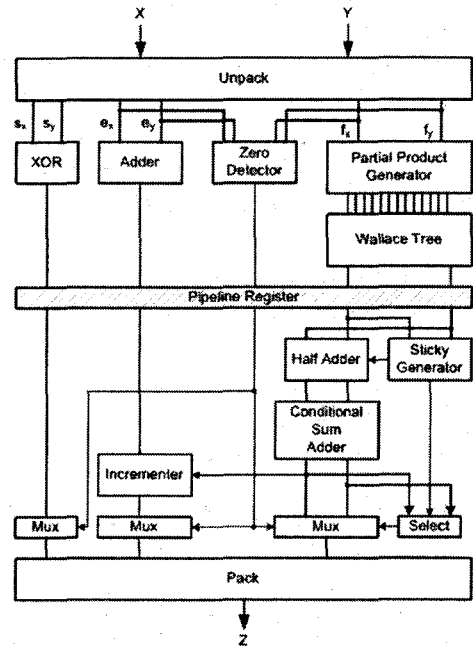 X Y
Unpack
sx sy ex ey fx fy
XOR Adder Zero Detector Partial Product Generator
Wallace Tree
Pipeline Register
Half Adder Sticky Generator
Conditional Sum Adder
Incrementer
Mux Mux Mux Select
Pack
Z